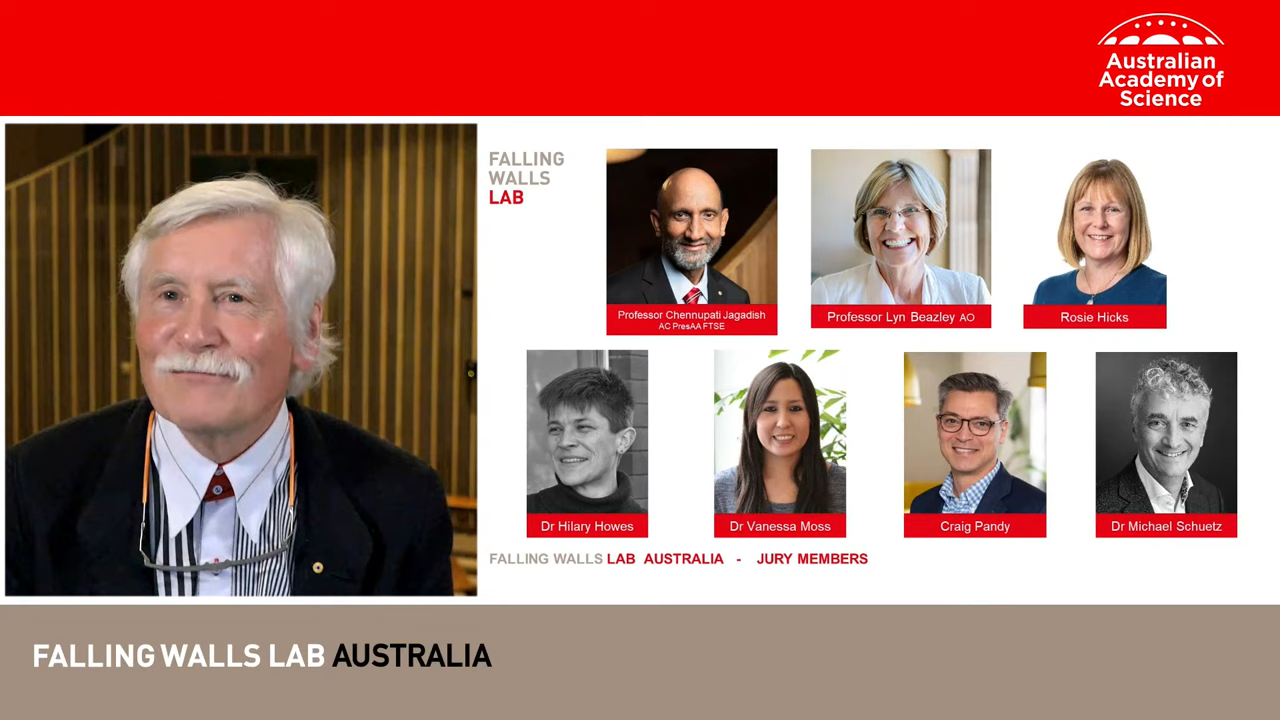 Australian
Academy of
Science
FALLING
WALLS
LAB
Professor Chennupati Jagadish
AC PresAA FTSE
Professor Lyn Beazley AO
Rosie Hicks
Dr Hilary Howes
Dr Vanessa Moss
Craig Pandy
Dr Michael Schuetz
FALLING WALLS LAB AUSTRALIA - JURY MEMBERS
FALLING WALLS LAB AUSTRALIA